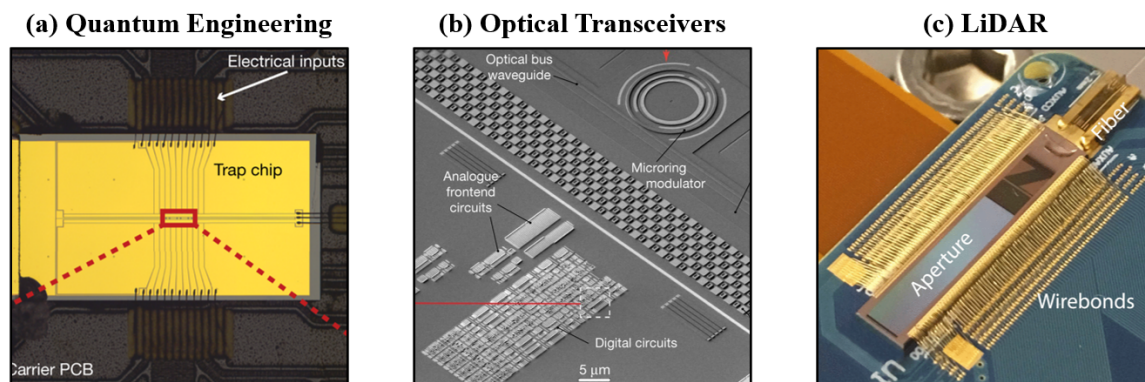 (a) Quantum Engineering
(b) Optical Transceivers
(c) LiDAR
Electrical inputs
Trap chip
Carrier PCB
Optical bus
waveguide
Microring
modulator
Analogue
frontend
circuits
Digital circuits
5 μm
Fiber
Aperture
Wirebonds